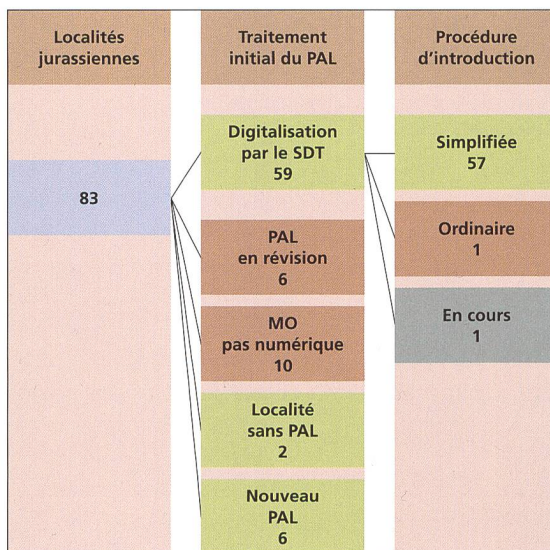 Localités
jurassiennes
83
Traitement
initial du PAL
Digitalisation
par le SDT
59
PAL
en révision
6
MO
pas numérique
10
Localité
sans PAL
2
Nouveau
PAL
6
Procédure
d'introduction
Simplifiée
57
Ordinaire
1
En cours
1